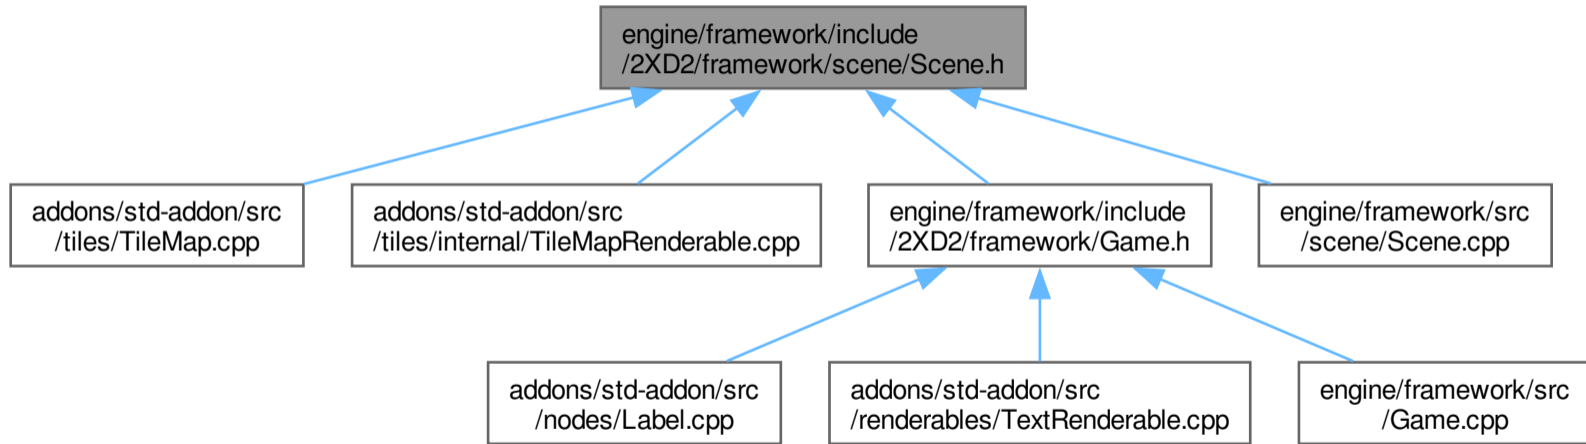 engine/framework/include
/2XD2/framework/scene/Scene.h
addons/std-addon/src
/tiles/TileMap.cpp
addons/std-addon/src
/tiles/internal/TileMapRenderable.cpp
engine/framework/include
/2XD2/framework/Game.h
engine/framework/src
/scene/Scene.cpp
addons/std-addon/src
/nodes/Label.cpp
addons/std-addon/src
/renderables/TextRenderable.cpp
engine/framework/src
/Game.cpp